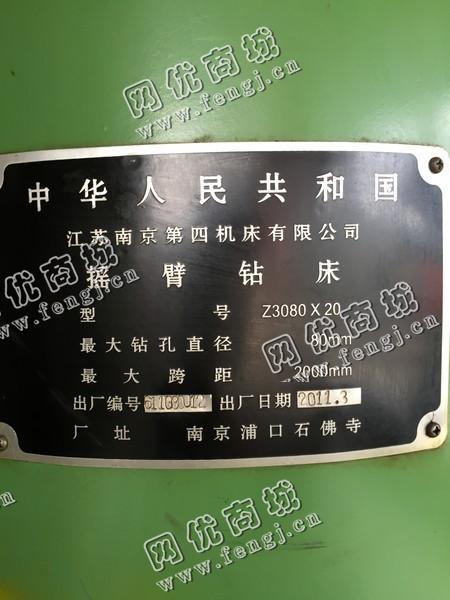 网优商城
www.fengj.cn
中华人民共和国
江苏南京第四机床有限公司
摇臂钻床
型号 Z3080X20
最大钻孔直径 80mm
最大跨距 2000mm
出厂编号 出厂日期 2011.3
厂址 南京浦口石佛寺
网优商城
www.fengj.cn
网优商城
www.fengj.cn
网优商城
www.fengj.cn